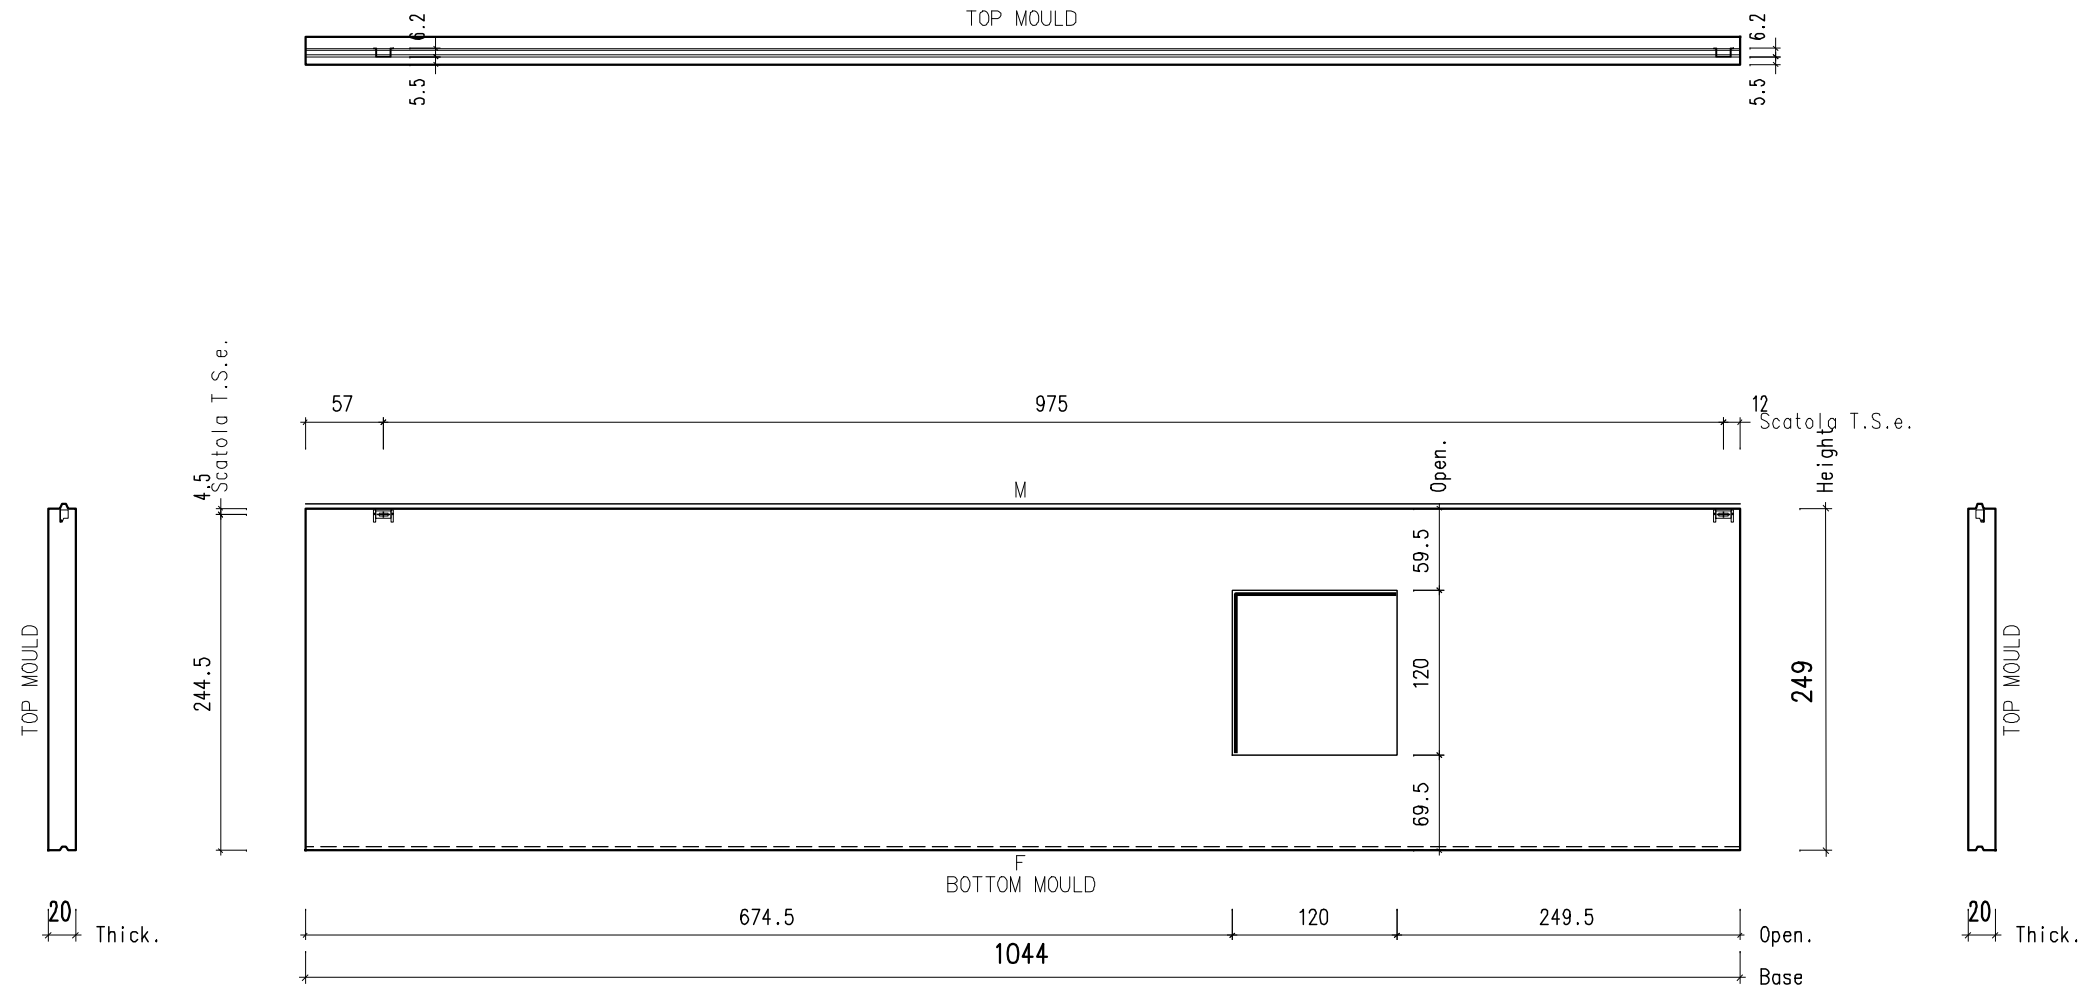 TOP MOULD
6.2
6.2
5.5
5.5
Scatola T.S.e.
57
975
12
Scatola T.S.e.
Open.
Height
4.5
M
59.5
TOP MOULD
244.5
120
249
TOP MOULD
69.5
F
BOTTOM MOULD
20
Thick.
674.5
120
249.5
Open.
20
Thick.
1044
Base